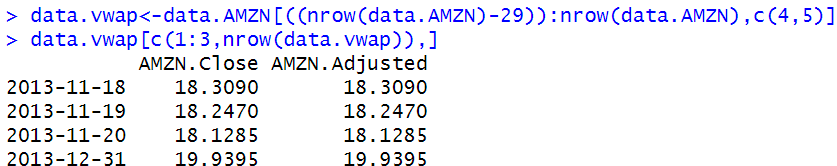 > data.vwap<-data.AMZN[((nrow(data.AMZN)-29)):nrow(data.AMZN),c(4,5)]
> data.vwap[c(1:3,nrow(data.vwap)),]
AMZN.Close AMZN.Adjusted
2013-11-18 18.3090 18.3090
2013-11-19 18.2470 18.2470
2013-11-20 18.1285 18.1285
2013-12-31 19.9395 19.9395